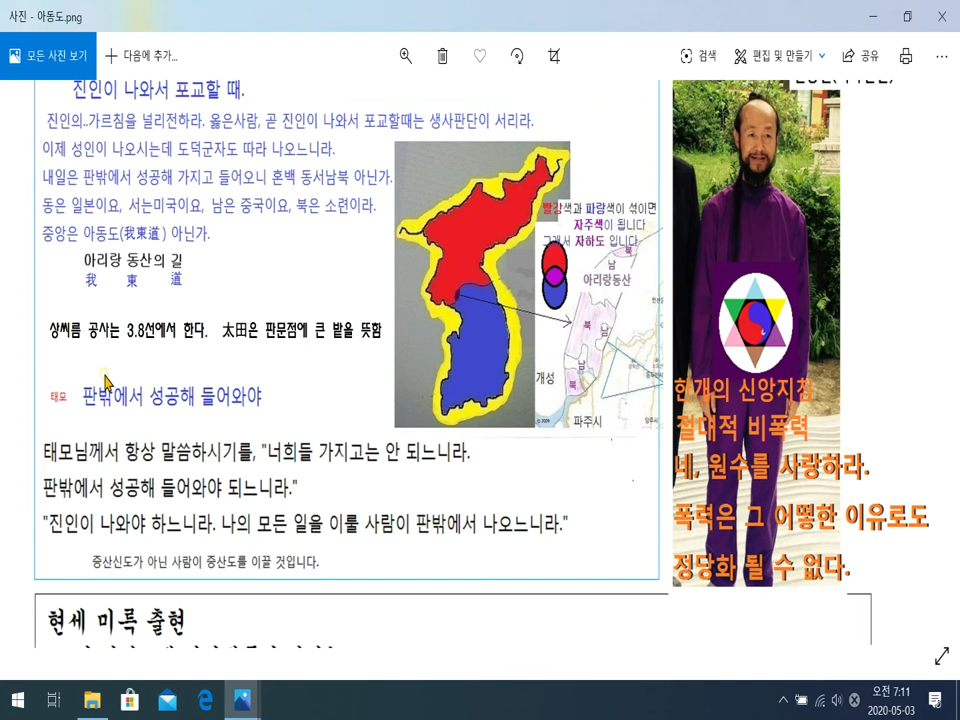 사진 - 아동도.png
모든 사진 보기
다음에 추가...
검색
편집 및 만들기
공유
진인이 나와서 포교할 때.
진인의..가르침을 널리전하라. 옳은사람, 곧 진인이 나와서 포교할때는 생사판단이 서리라.
이제 성인이 나오시는데 도덕군자도 따라 나오느니라.
내일은 판밖에서 성공해 가지고 들어오니 혼백 동서남북 아닌가.
동은 일본이요, 서는미국이요, 남은 중국이요, 북은 소련이라.
중앙은 아동도(我東道) 아닌가.
아리랑 동산의 길
我 東 道
상씨름 공사는 3.8선에서 한다. 太田은 판문점에 큰 밭을 뜻함
태모 판밖에서 성공해 들어와야
태모님께서 항상 말씀하시기를, "너희들 가지고는 안 되느니라.
판밖에서 성공해 들어와야 되느니라."
"진인이 나와야 하느니라. 나의 모든 일을 이룰 사람이 판밖에서 나오느니라."
증산신도가 아닌 사람이 증산도를 이끌 것입니다.
빨강색과 파랑색이 섞이면
자주색이 됩니다
그래서 자하도 입니다
북
남
아리랑동산
북 남
남
북
개성
파주시
한개의 신앙지침
절대적 비폭력
네, 원수를 사랑하라.
폭력은 그 어떻한 이유로도
정당화 될 수 없다.
현세 미륵 출현
오전 7:11
2020-05-03